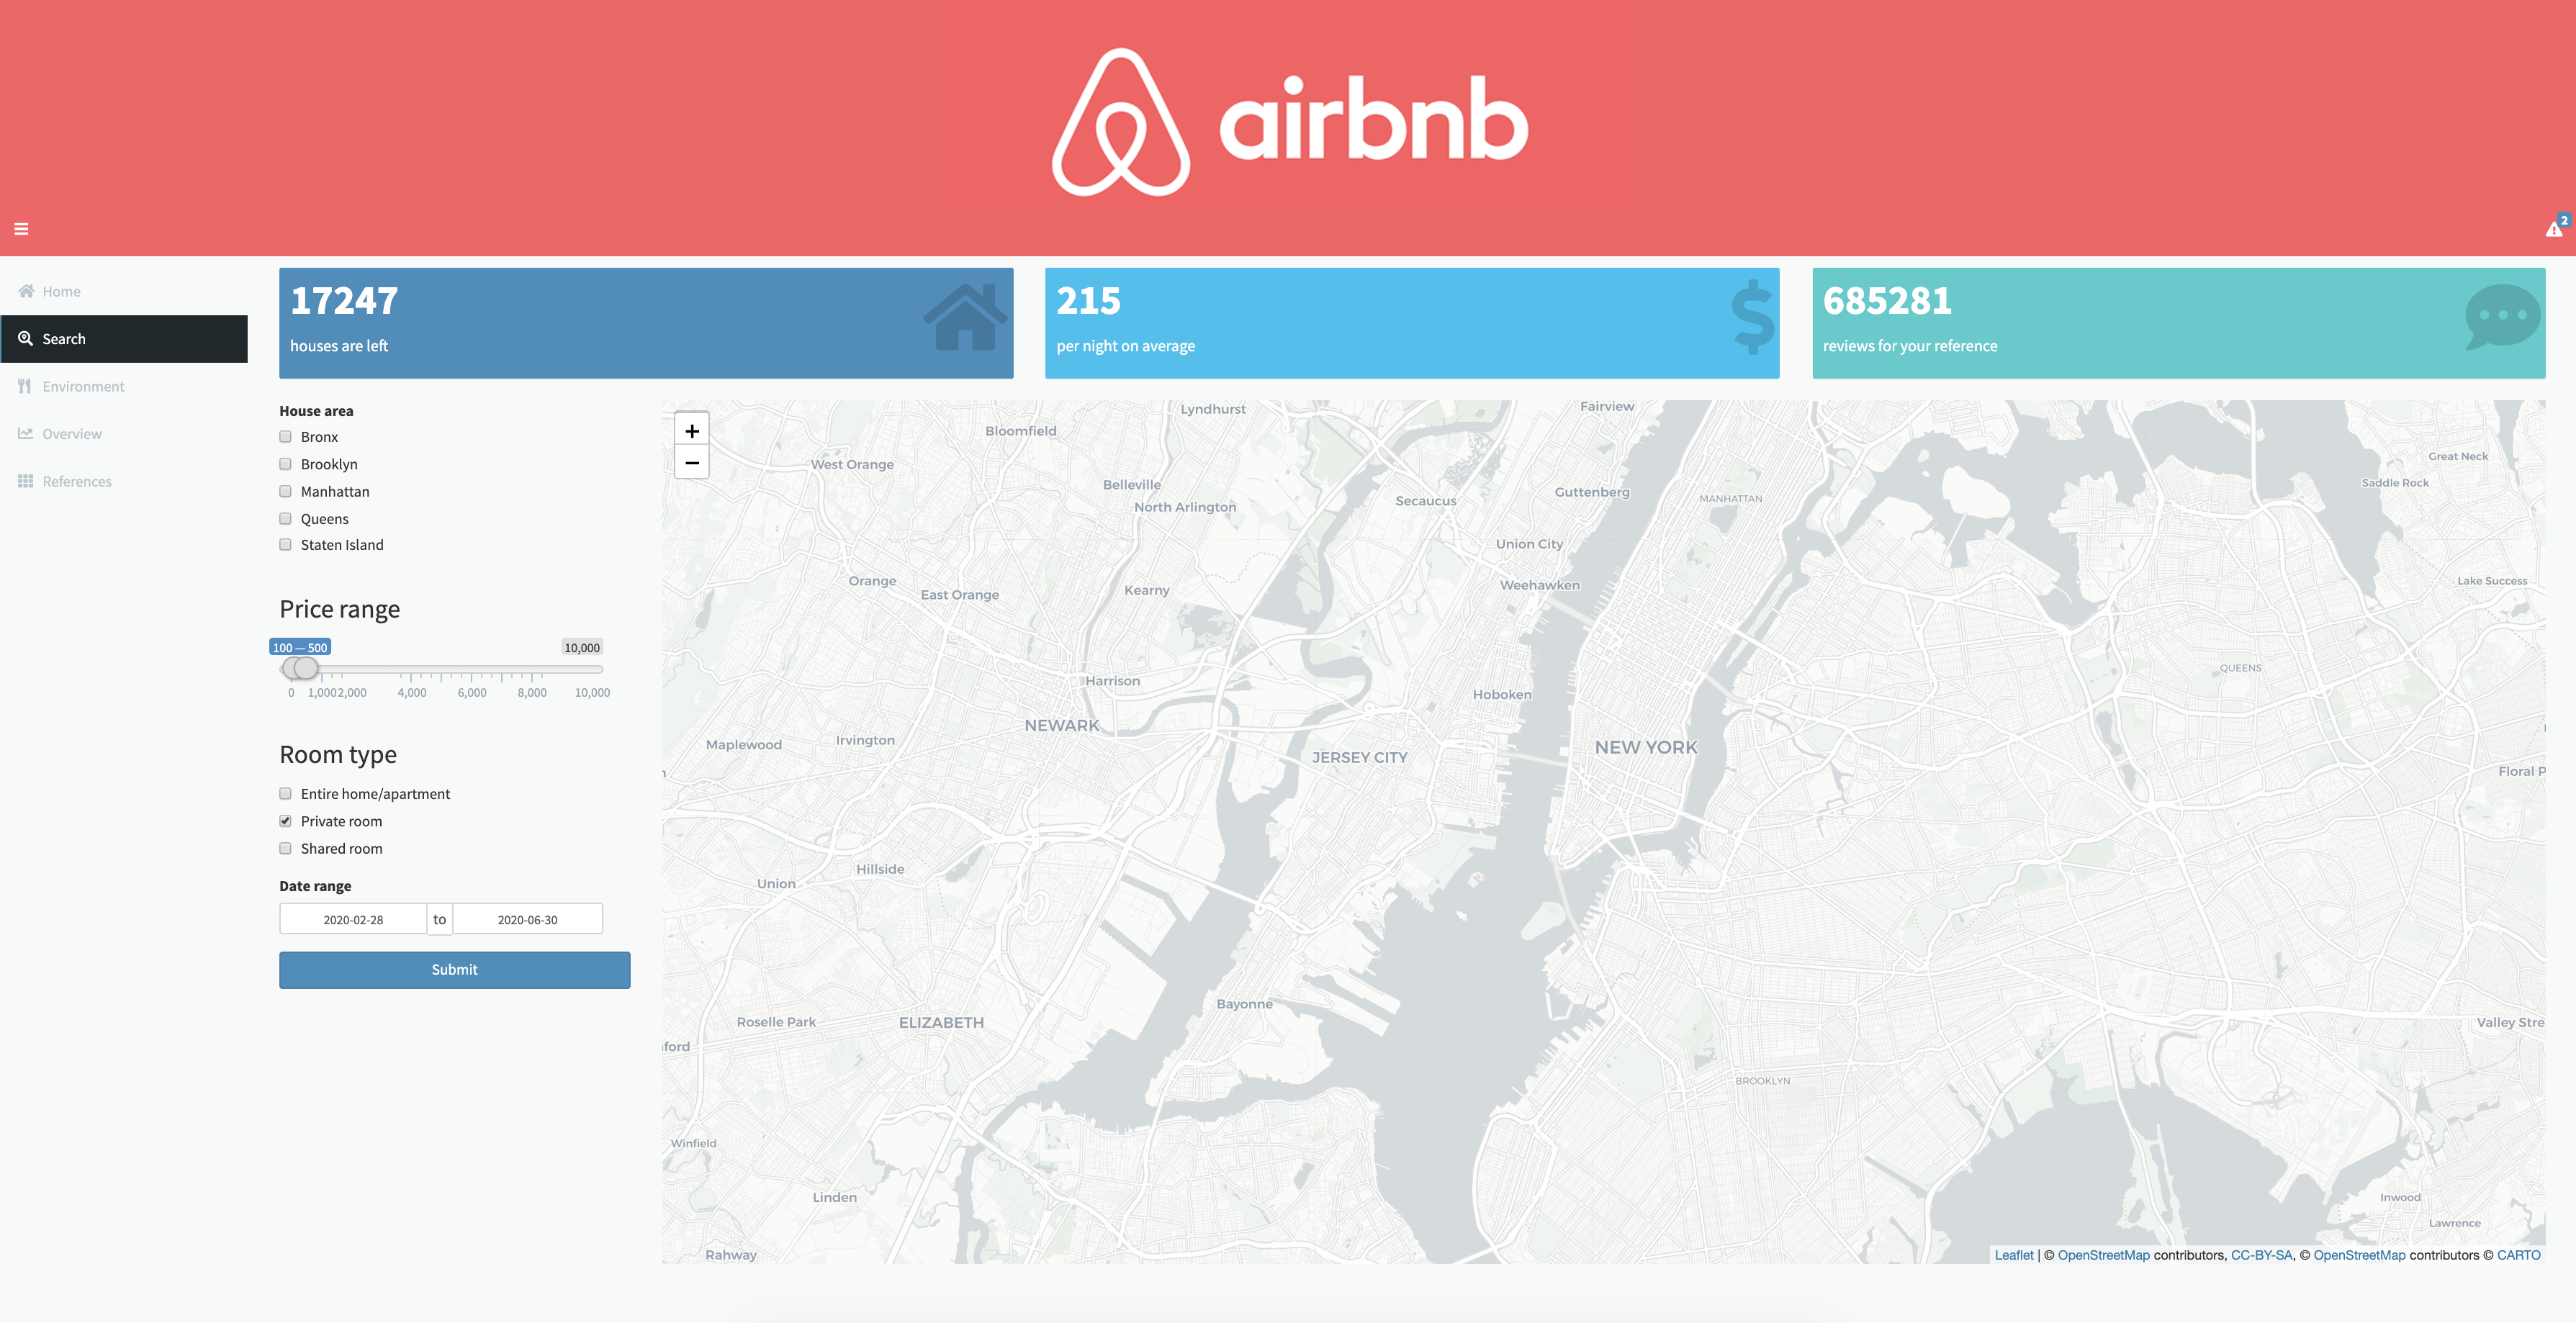 airbnb
2
Home
Search
Environment
Overview
References
17247
houses are left
215
per night on average
685281
reviews for your reference
House area
Bronx
Brooklyn
Manhattan
Queens
Staten Island
Price range
100 — 500
10,000
0 1,000 2,000 4,000 6,000 8,000 10,000
Room type
Entire home/apartment
Private room
Shared room
Date range
2020-02-28 to 2020-06-30
Submit
+
−
Lyndhurst
Fairview
Bloomfield
West Orange
Great Neck
Belleville
Saddle Rock
Guttenberg
MANHATTAN
Secaucus
North Arlington
Union City
Orange
Lake Success
Weehawken
Kearny
East Orange
QUEENS
Harrison
Hoboken
NEWARK
Irvington
Maplewood
NEW YORK
JERSEY CITY
Floral P
Hillside
Union
Bayonne
Roselle Park
ELIZABETH
Valley Stre
ford
BROOKLYN
Winfield
Linden
Inwood
Lawrence
Rahway
Leaflet | © OpenStreetMap contributors, CC-BY-SA, © OpenStreetMap contributors © CARTO